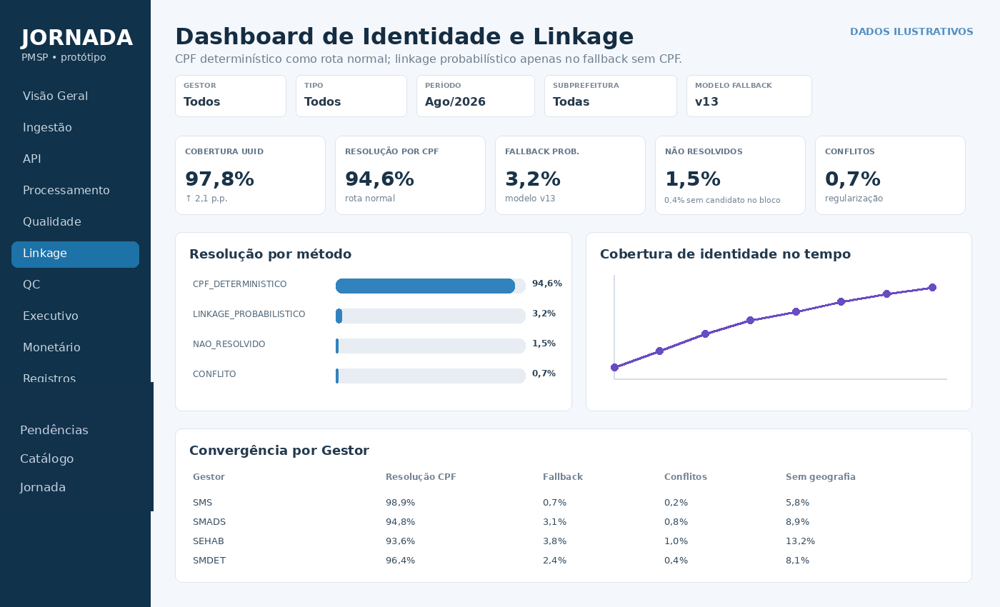 JORNADA
PMSP • protótipo
Visão Geral
Ingestão
API
Processamento
Qualidade
Linkage
QC
Executivo
Monetário
Registros
Pendências
Catálogo
Jornada
Dashboard de Identidade e Linkage
DADOS ILUSTRATIVOS
CPF determinístico como rota normal; linkage probabilístico apenas no fallback sem CPF.
GESTOR
Todos
TIPO
Todos
PERÍODO
Ago/2026
SUBPREFEITURA
Todas
MODELO FALLBACK
v13
COBERTURA UUID
97,8%
↑ 2,1 p.p.
RESOLUÇÃO POR CPF
94,6%
rota normal
FALLBACK PROB.
3,2%
modelo v13
NÃO RESOLVIDOS
1,5%
0,4% sem candidato no bloco
CONFLITOS
0,7%
regularização
Resolução por método
CPF_DETERMINISTICO 94,6%
LINKAGE_PROBABILISTICO 3,2%
NAO_RESOLVIDO 1,5%
CONFLITO 0,7%
Cobertura de identidade no tempo
Convergência por Gestor
Gestor Resolução CPF Fallback Conflitos Sem geografia
SMS 98,9% 0,7% 0,2% 5,8%
SMADS 94,8% 3,1% 0,8% 8,9%
SEHAB 93,6% 3,8% 1,0% 13,2%
SMDET 96,4% 2,4% 0,4% 8,1%